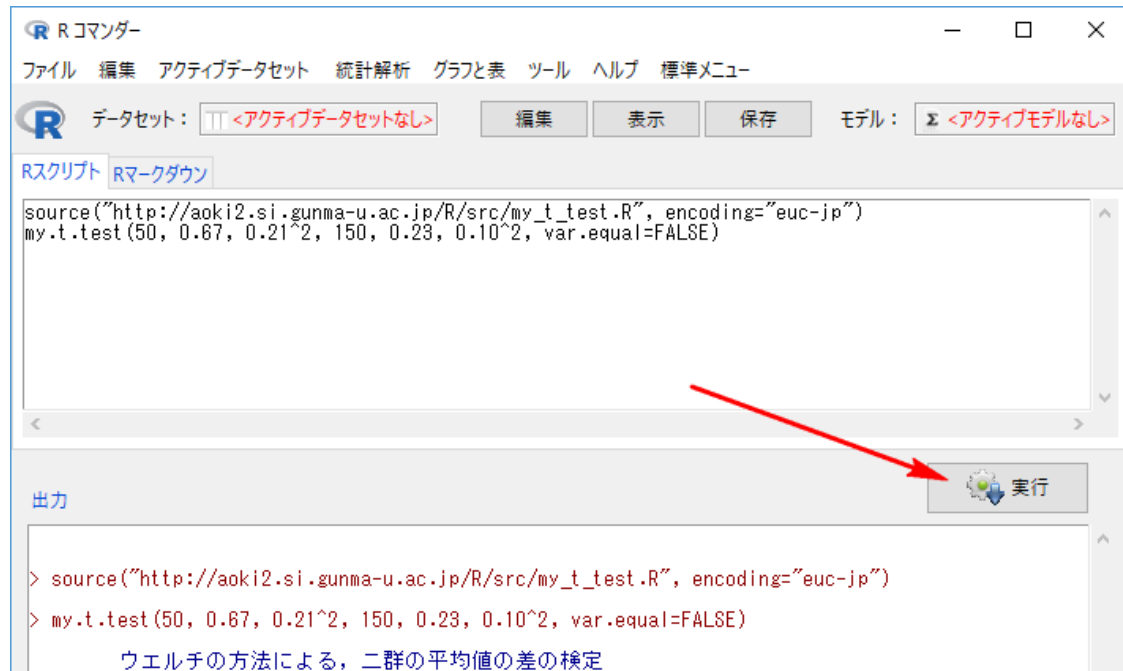 R コマンダー
ファイル 編集 アクティブデータセット 統計解析 グラフと表 ツール ヘルプ 標準メニュー
データセット： <アクティブデータセットなし> 編集 表示 保存 モデル： Σ <アクティブモデルなし>
Rスクリプト Rマークダウン
source("http://aoki2.si.gunma-u.ac.jp/R/src/my_t_test.R", encoding="euc-jp")
my.t.test(50, 0.67, 0.21^2, 150, 0.23, 0.10^2, var.equal=FALSE)
実行
出力
> source("http://aoki2.si.gunma-u.ac.jp/R/src/my_t_test.R", encoding="euc-jp")
> my.t.test(50, 0.67, 0.21^2, 150, 0.23, 0.10^2, var.equal=FALSE)
ウエルチの方法による，二群の平均値の差の検定